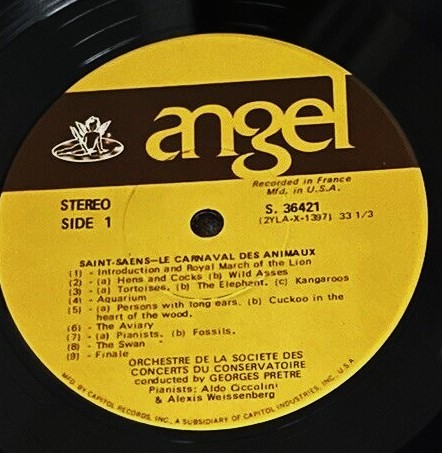 angel
Recorded in France
Mfd. in U.S.A.
STEREO
SIDE 1
S. 36421
(2YLA-X-1397) 33 1/3
SAINT-SAENS—LE CARNAVAL DES ANIMAUX
(1) - Introduction and Royal March of the Lion
(2) - (a) Hens and Cocks (b) Wild Asses
(3) - (a) Tortoises. (b) The Elephant. (c) Kangaroos
(4) - Aquarium
(5) - (a) Persons with long ears. (b) Cuckoo in the
heart of the wood.
(6) - The Aviary
(7) - (a) Pianists. (b) Fossils.
(8) - The Swan
(9) - Finale
ORCHESTRE DE LA SOCIETE DES
CONCERTS DU CONSERVATOIRE
conducted by GEORGES PRETRE
Pianists: Aldo Ciccolini
& Alexis Weissenberg
MFD. BY CAPITOL RECORDS, INC., A SUBSIDIARY OF CAPITOL INDUSTRIES, INC. U.S.A.